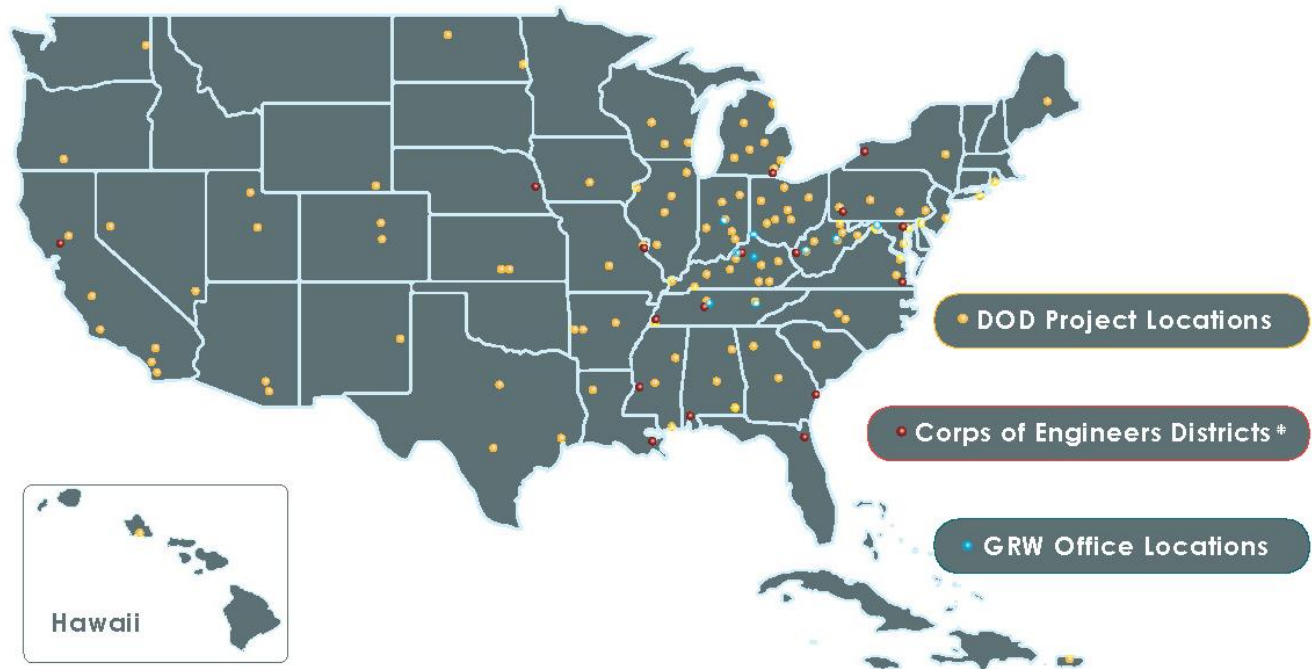 DOD Project Locations
Corps of Engineers Districts*
GRW Office Locations
Hawaii